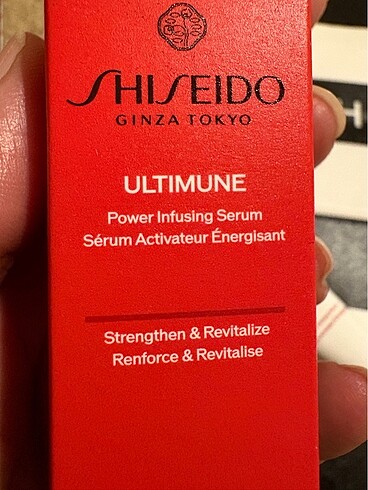 SHISEIDO
GINZA TOKYO
ULTIMUNE
Power Infusing Serum
Sérum Activateur Énergisant
Strengthen & Revitalize
Renforce & Revitalise
H